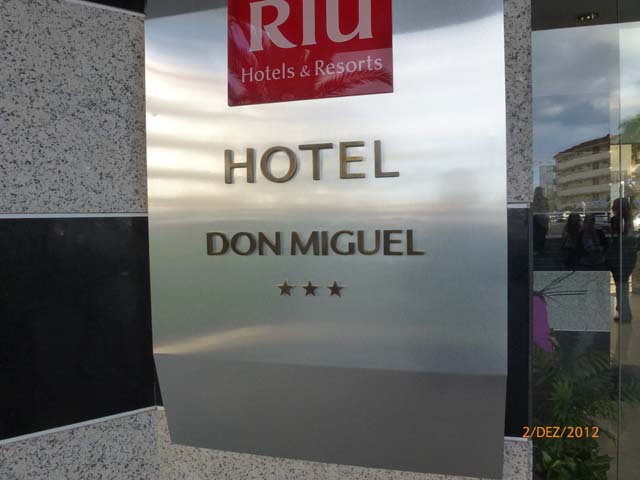 RIU
Hotels & Resorts
HOTEL
DON MIGUEL
★★★
2/DEZ/2012